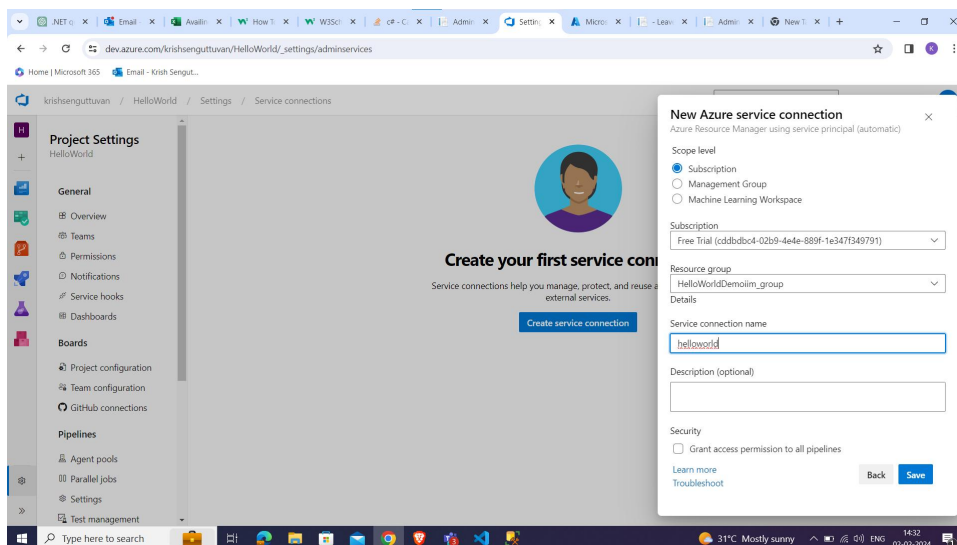 .NET q
Email -
Availin
How T
W3Sch
c# - C
Admin
Setting
Micros
- Leav
Admin
New T
dev.azure.com/krishsenguttuvan/HelloWorld/_settings/adminservices
K
Home | Microsoft 365
Email - Krish Sengut...
krishsenguttuvan / HelloWorld / Settings / Service connections
H
Project Settings
HelloWorld
General
Overview
Teams
Permissions
Notifications
Service hooks
Dashboards
Boards
Project configuration
Team configuration
GitHub connections
Pipelines
Agent pools
Parallel jobs
Settings
Test management
Create your first service con
Service connections help you manage, protect, and reuse a
external services.
Create service connection
New Azure service connection
Azure Resource Manager using service principal (automatic)
Scope level
Subscription
Management Group
Machine Learning Workspace
Subscription
Free Trial (cddbdbc4-02b9-4e4e-889f-1e347f349791)
Resource group
HelloWorldDemoiim_group
Details
Service connection name
helloworld
Description (optional)
Security
Grant access permission to all pipelines
Learn more
Troubleshoot
Back
Save
Type here to search
31°C Mostly sunny
ENG
14:32
02-02-2024